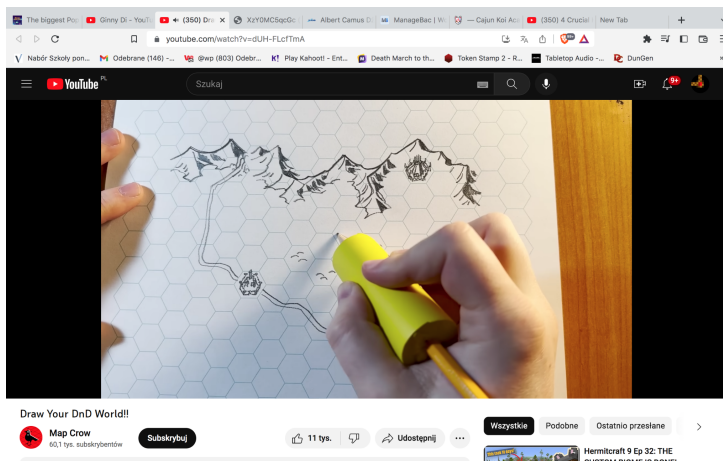 The biggest Pop
Ginny Di - YouTu
(350) Dra
XzY0MCSqcGc
Albert Camus D
ManageBac | W
— Cajun Koi Aca
(350) 4 Crucial
New Tab
youtube.com/watch?v=dUH-FLcfTmA
Nabór Szkoły pon...
Odebrane (146) -...
@wp (803) Odebr...
Play Kahoot! - Ent...
Death March to th...
Token Stamp 2 - R...
Tabletop Audio -...
DunGen
YouTube PL
Szukaj
9+
Draw Your DnD World!!
Map Crow
60,1 tys. subskrybentów
Subskrybuj
11 tys.
Udostępnij
Wszystkie
Podobne
Ostatnio przesłane
Hermitcraft 9 Ep 32: THE